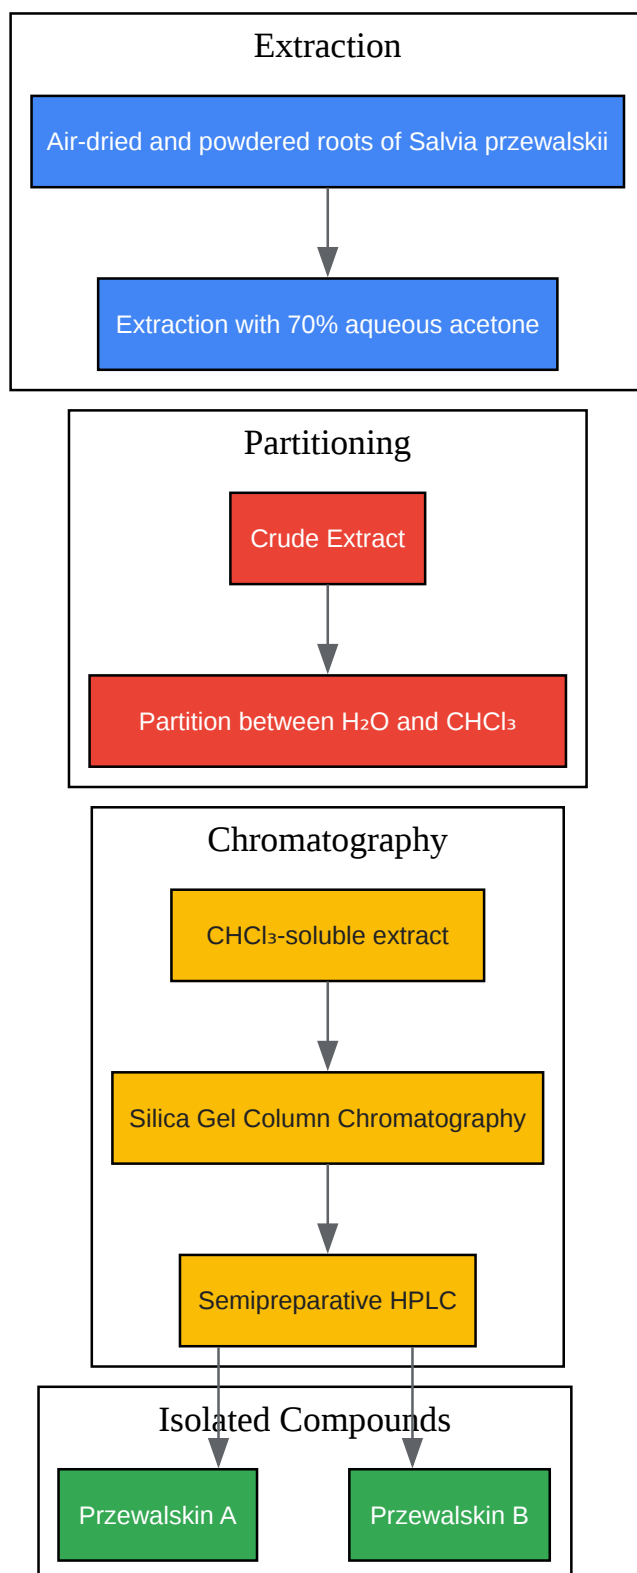 Extraction
Air-dried and powdered roots of Salvia przewalskii
Extraction with 70% aqueous acetone
Partitioning
Crude Extract
Partition between H₂O and CHCl₃
Chromatography
CHCl₃-soluble extract
Silica Gel Column Chromatography
Semipreparative HPLC
Isolated Compounds
Przewalskin A
Przewalskin B